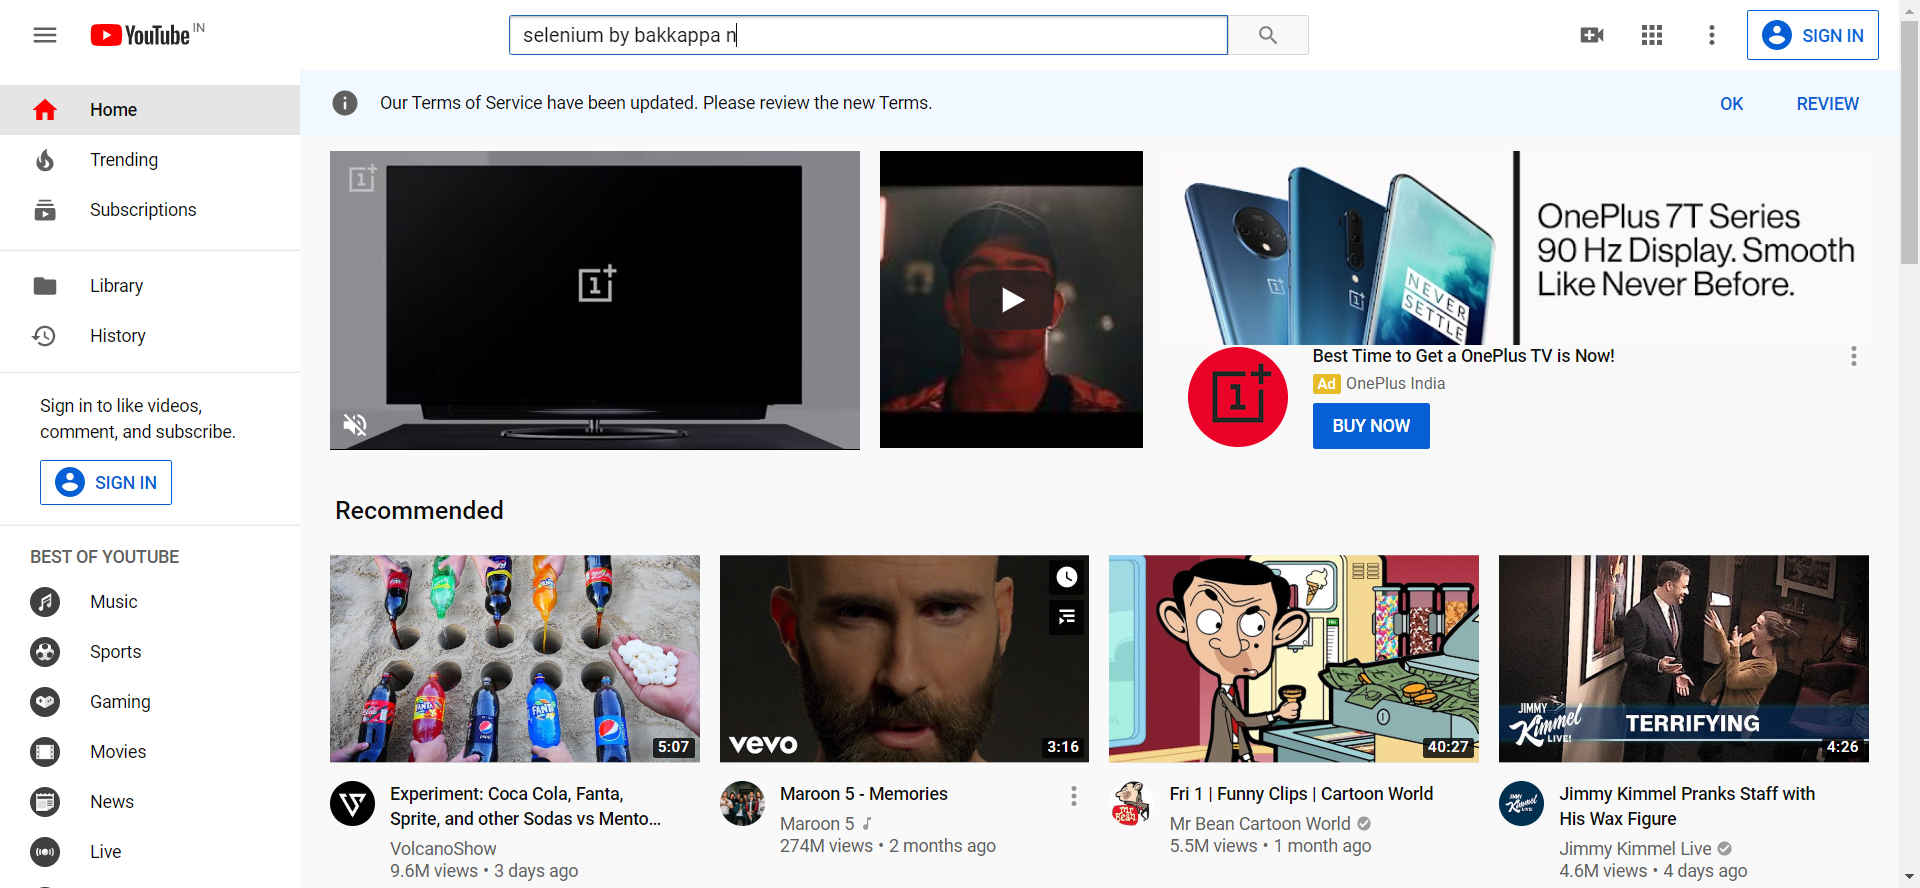 YouTube IN
selenium by bakkappa n
SIGN IN
Home
Trending
Subscriptions
Library
History
Sign in to like videos,
comment, and subscribe.
SIGN IN
BEST OF YOUTUBE
Music
Sports
Gaming
Movies
News
Live
Our Terms of Service have been updated. Please review the new Terms.
OK
REVIEW
OnePlus 7T Series
90 Hz Display. Smooth
Like Never Before.
NEVER
SETTLE
Best Time to Get a OnePlus TV is Now!
Ad OnePlus India
BUY NOW
Recommended
FANTA
FANTA
5:07
Experiment: Coca Cola, Fanta,
Sprite, and other Sodas vs Mento...
VolcanoShow
9.6M views • 3 days ago
vevo
3:16
Maroon 5 - Memories
Maroon 5
274M views • 2 months ago
40:27
Fri 1 | Funny Clips | Cartoon World
Mr Bean Cartoon World
5.5M views • 1 month ago
JIMMY
Kimmel
LIVE!
TERRIFYING
4:26
Jimmy Kimmel Pranks Staff with
His Wax Figure
Jimmy Kimmel Live
4.6M views • 4 days ago